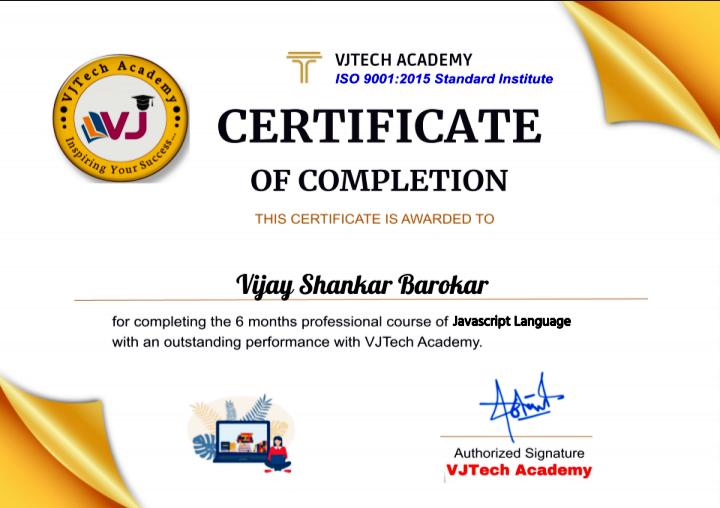 VJTech Academy
VJ
Inspiring Your Success...
VJTECH ACADEMY
ISO 9001:2015 Standard Institute
CERTIFICATE
OF COMPLETION
THIS CERTIFICATE IS AWARDED TO
Vijay Shankar Barokar
for completing the 6 months professional course of Javascript Language
with an outstanding performance with VJTech Academy.
Authorized Signature
VJTech Academy